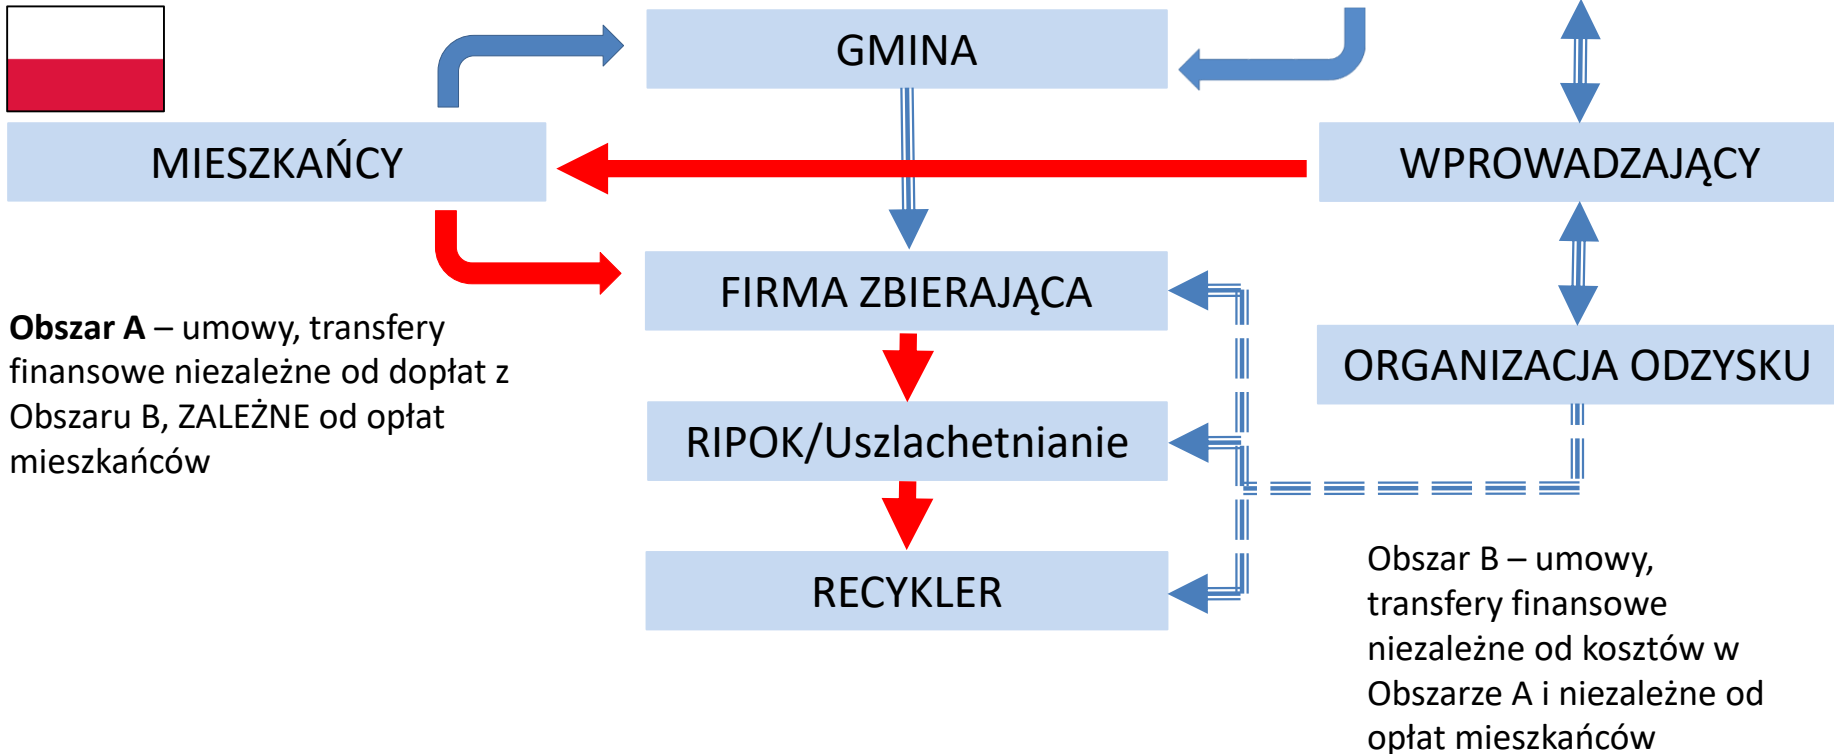 GMINA
MIESZKAŃCY
WPROWADZAJĄCY
FIRMA ZBIERAJĄCA
Obszar A – umowy, transfery
finansowe niezależne od dopłat z
Obszaru B, ZALEŻNE od opłat
mieszkańców
ORGANIZACJA ODZYSKU
RIPOK/Uszlachetnianie
RECYKLER
Obszar B – umowy,
transfery finansowe
niezależne od kosztów w
Obszarze A i niezależne od
opłat mieszkańców